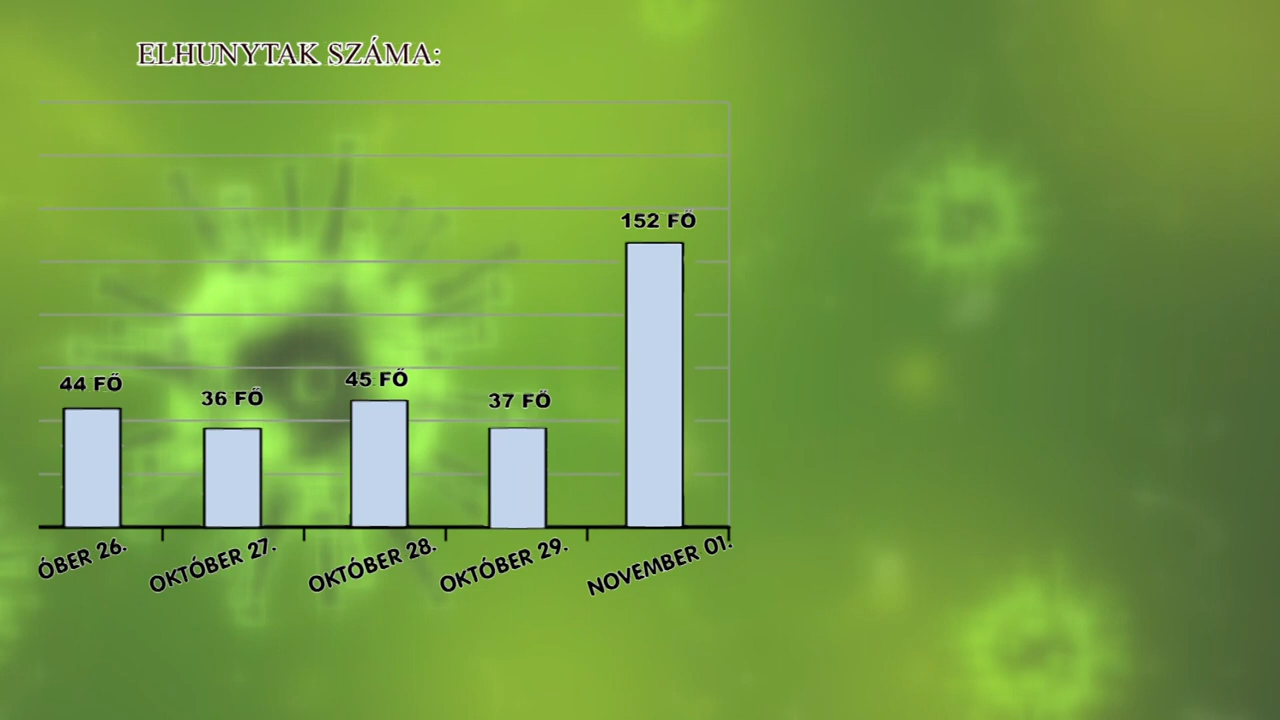 ELHUNYTAK SZÁMA:
152 FŐ
44 FŐ
36 FŐ
45 FŐ
37 FŐ
ÓBER 26.
OKTÓBER 27.
OKTÓBER 28.
OKTÓBER 29.
NOVEMBER 01.